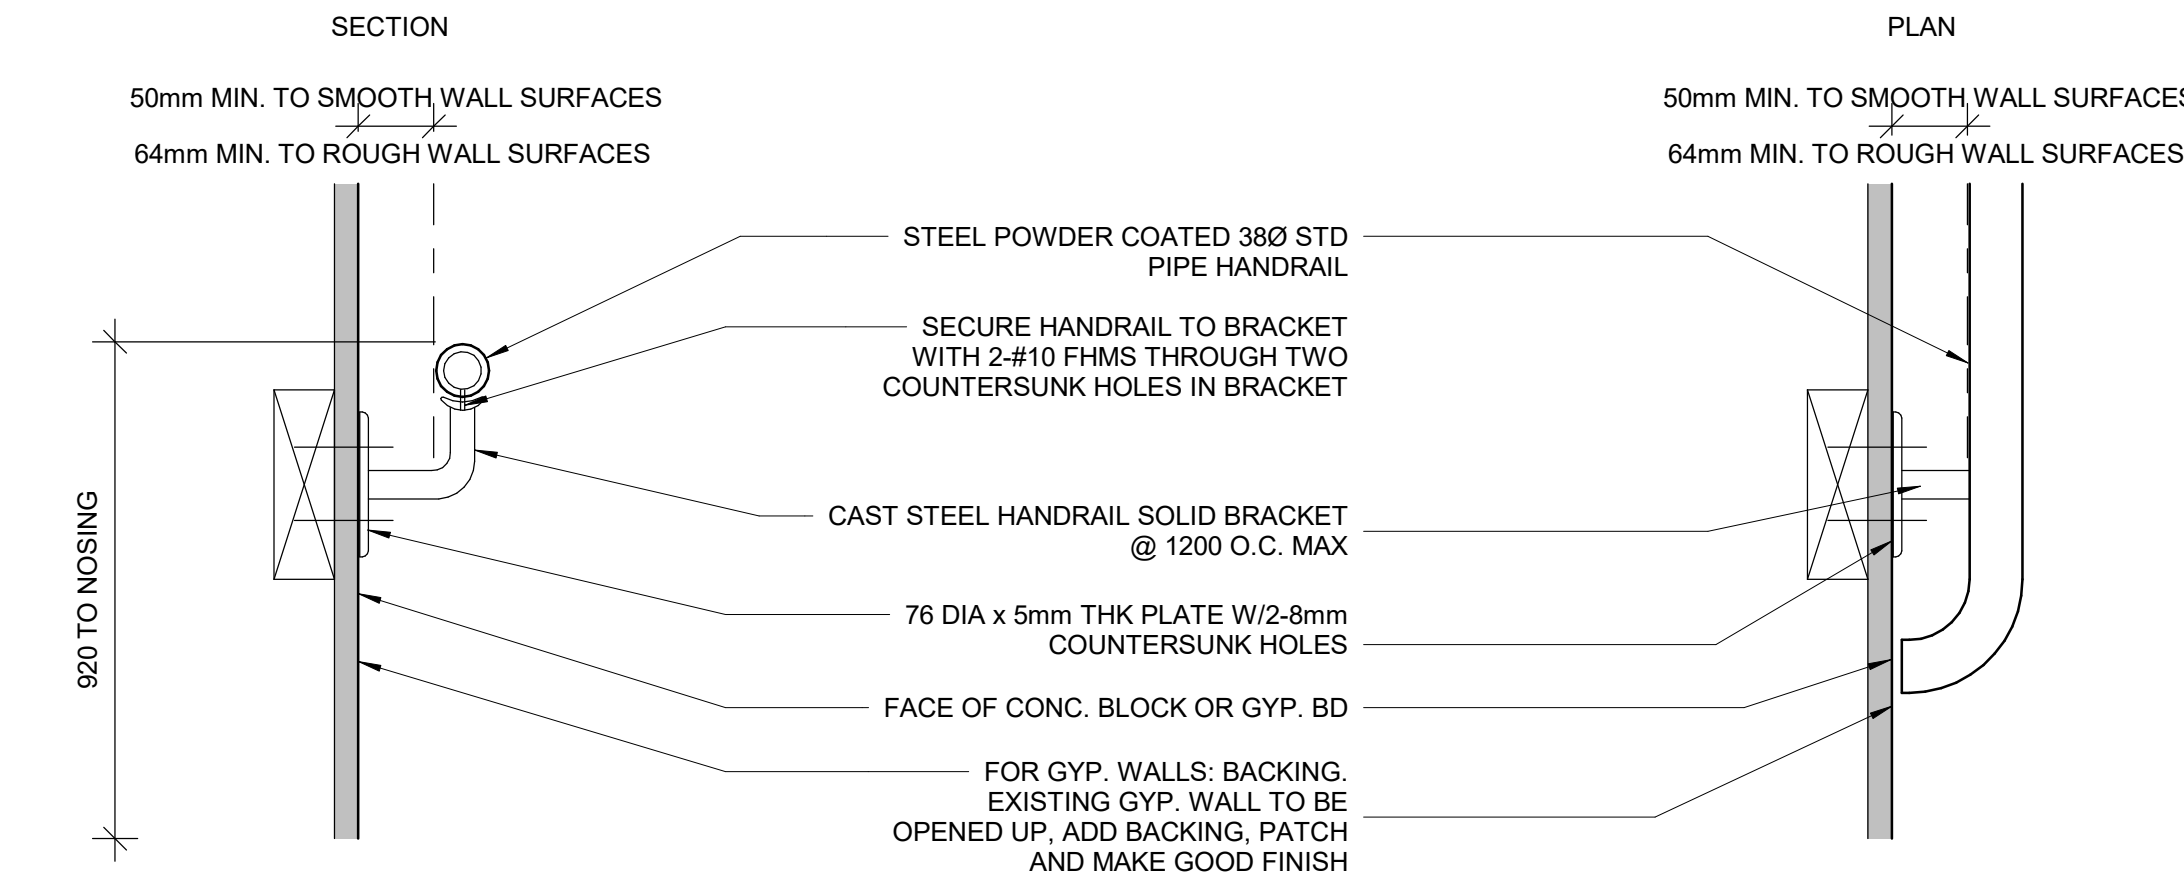 SECTION
PLAN
50mm MIN. TO SMOOTH WALL SURFACES
64mm MIN. TO ROUGH WALL SURFACES
50mm MIN. TO SMOOTH WALL SURFACES
64mm MIN. TO ROUGH WALL SURFACES
STEEL POWDER COATED 38Ø STD
PIPE HANDRAIL
SECURE HANDRAIL TO BRACKET
WITH 2-#10 FHMS THROUGH TWO
COUNTERSUNK HOLES IN BRACKET
CAST STEEL HANDRAIL SOLID BRACKET
@ 1200 O.C. MAX
76 DIA x 5mm THK PLATE W/2-8mm
COUNTERSUNK HOLES
FACE OF CONC. BLOCK OR GYP. BD
FOR GYP. WALLS: BACKING.
EXISTING GYP. WALL TO BE
OPENED UP, ADD BACKING, PATCH
AND MAKE GOOD FINISH
920 TO NOSING